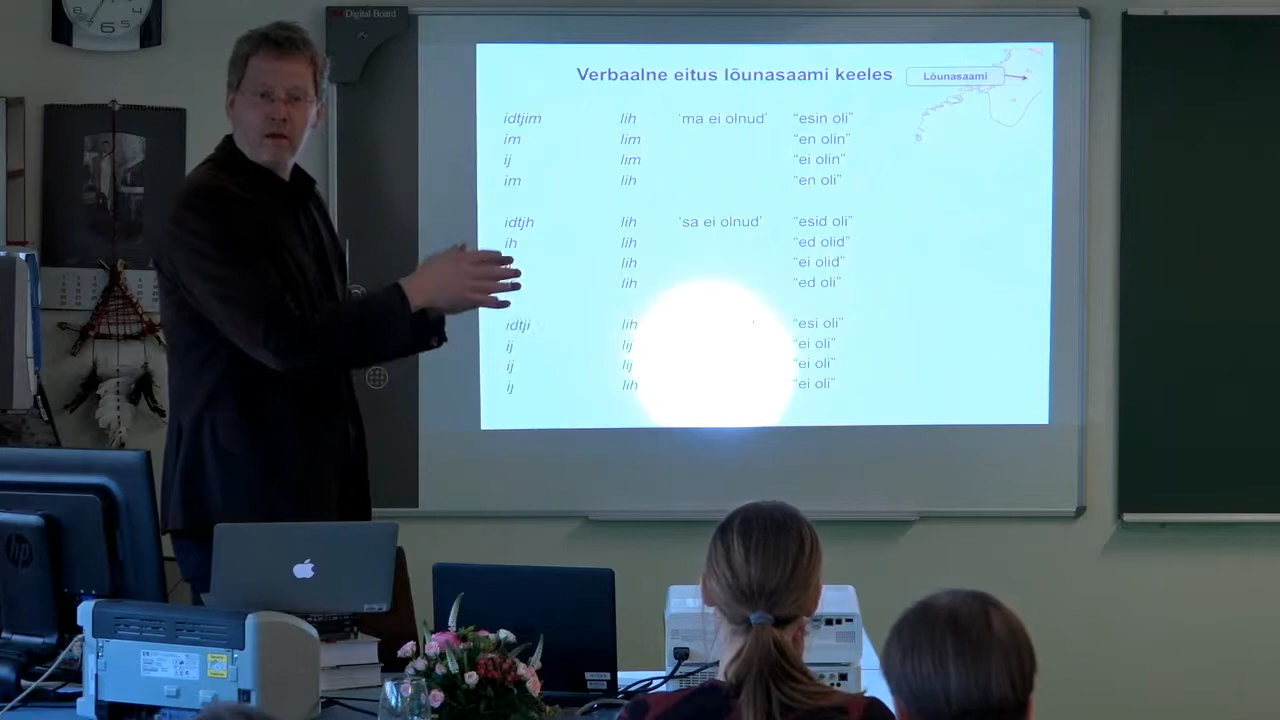 Digital Board
Verbaalne eitus lõunasaami keeles
Lõunasaami
idtjim lih ‘ma ei olnud’ “esin oli”
im lim “en olin”
ij lim “ei olin”
im lih “en oli”
idtjh lih ‘sa ei olnud’ “esid oli”
ih lih “ed olid”
lih “ei olid”
lih “ed oli”
idtji lih “esi oli”
ij lij “ei oli”
ij lij “ei oli”
ij lih “ei oli”
hp